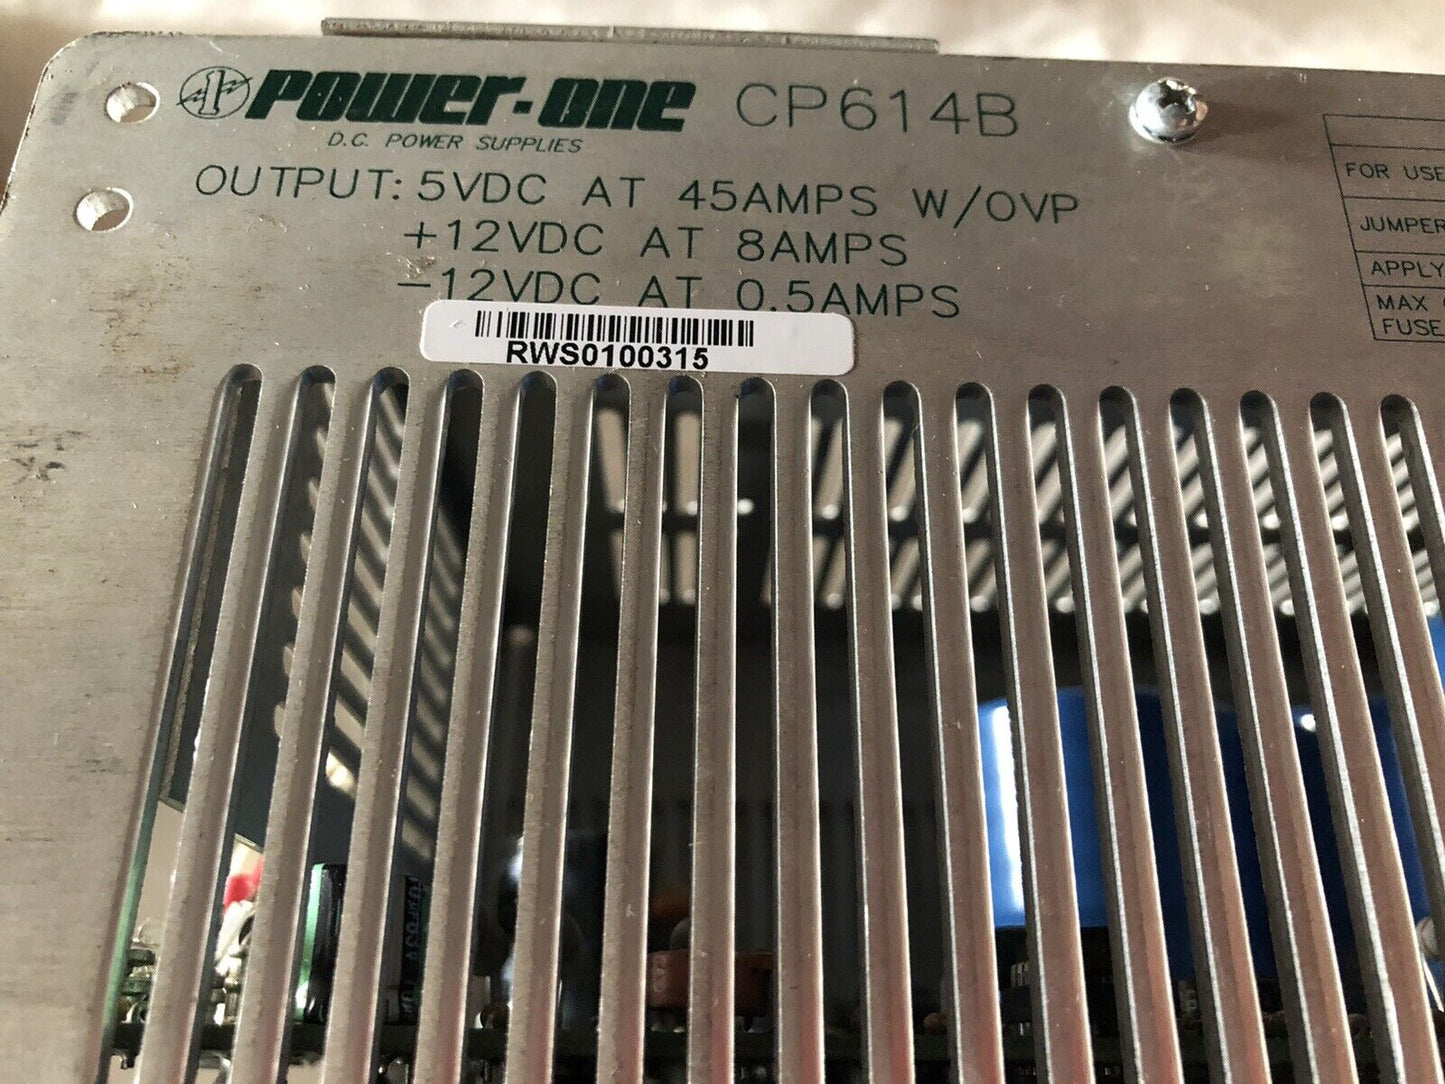 POWER-ONE CP614B
D.C. POWER SUPPLIES
OUTPUT: 5VDC AT 45AMPS W/OVP
+12VDC AT 8AMPS
-12VDC AT 0.5AMPS
RWS0100315
FOR USE
JUMPER
APPLY
MAX
FUSE